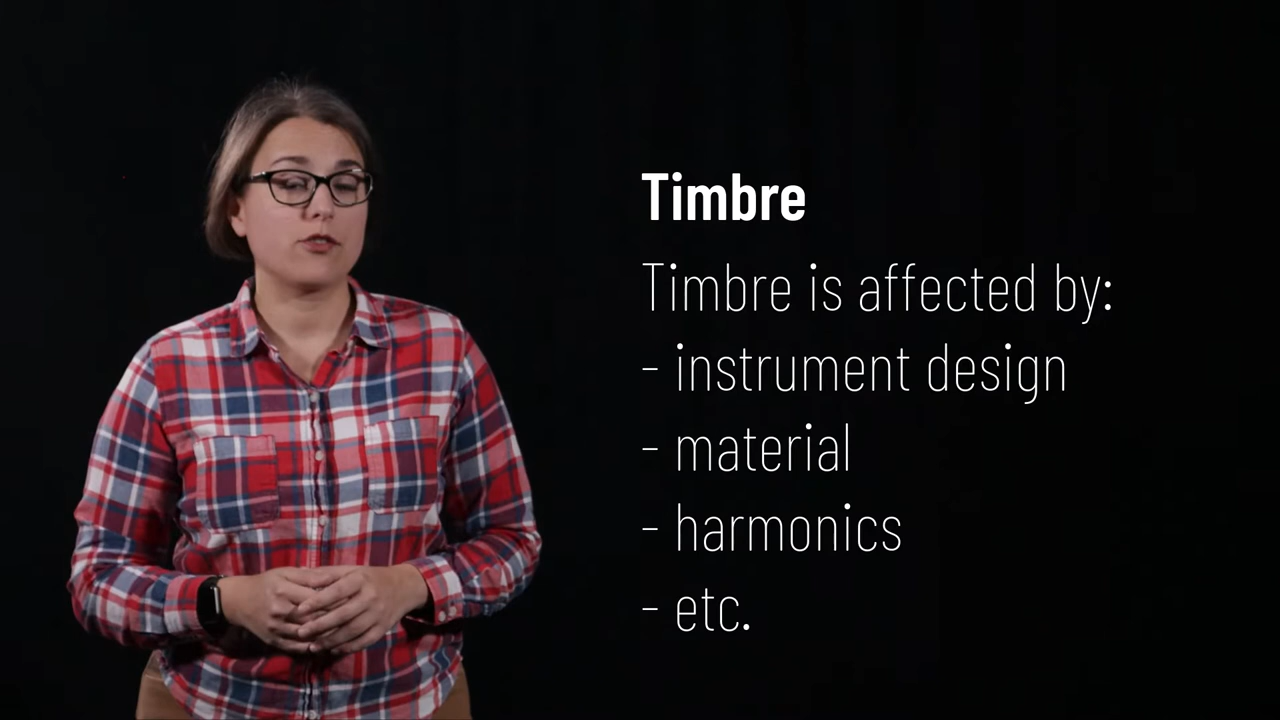 Timbre
Timbre is affected by:
- instrument design
- material
- harmonics
- etc.